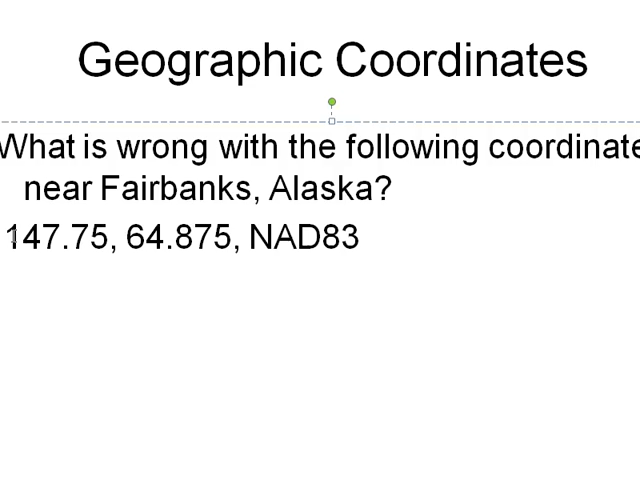 Geographic Coordinates
What is wrong with the following coordinate
near Fairbanks, Alaska?
147.75, 64.875, NAD83